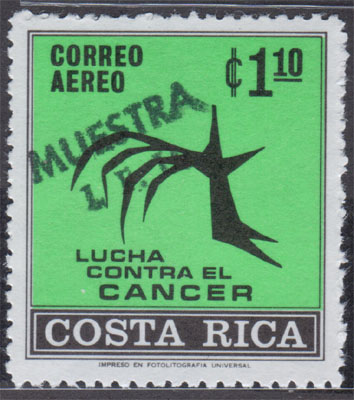 CORREO
AEREO
₡1.10
MUESTRA
LUCHA
CONTRA EL
CANCER
COSTA RICA
IMPRESO EN FOTOLITOGRAFIA UNIVERSAL